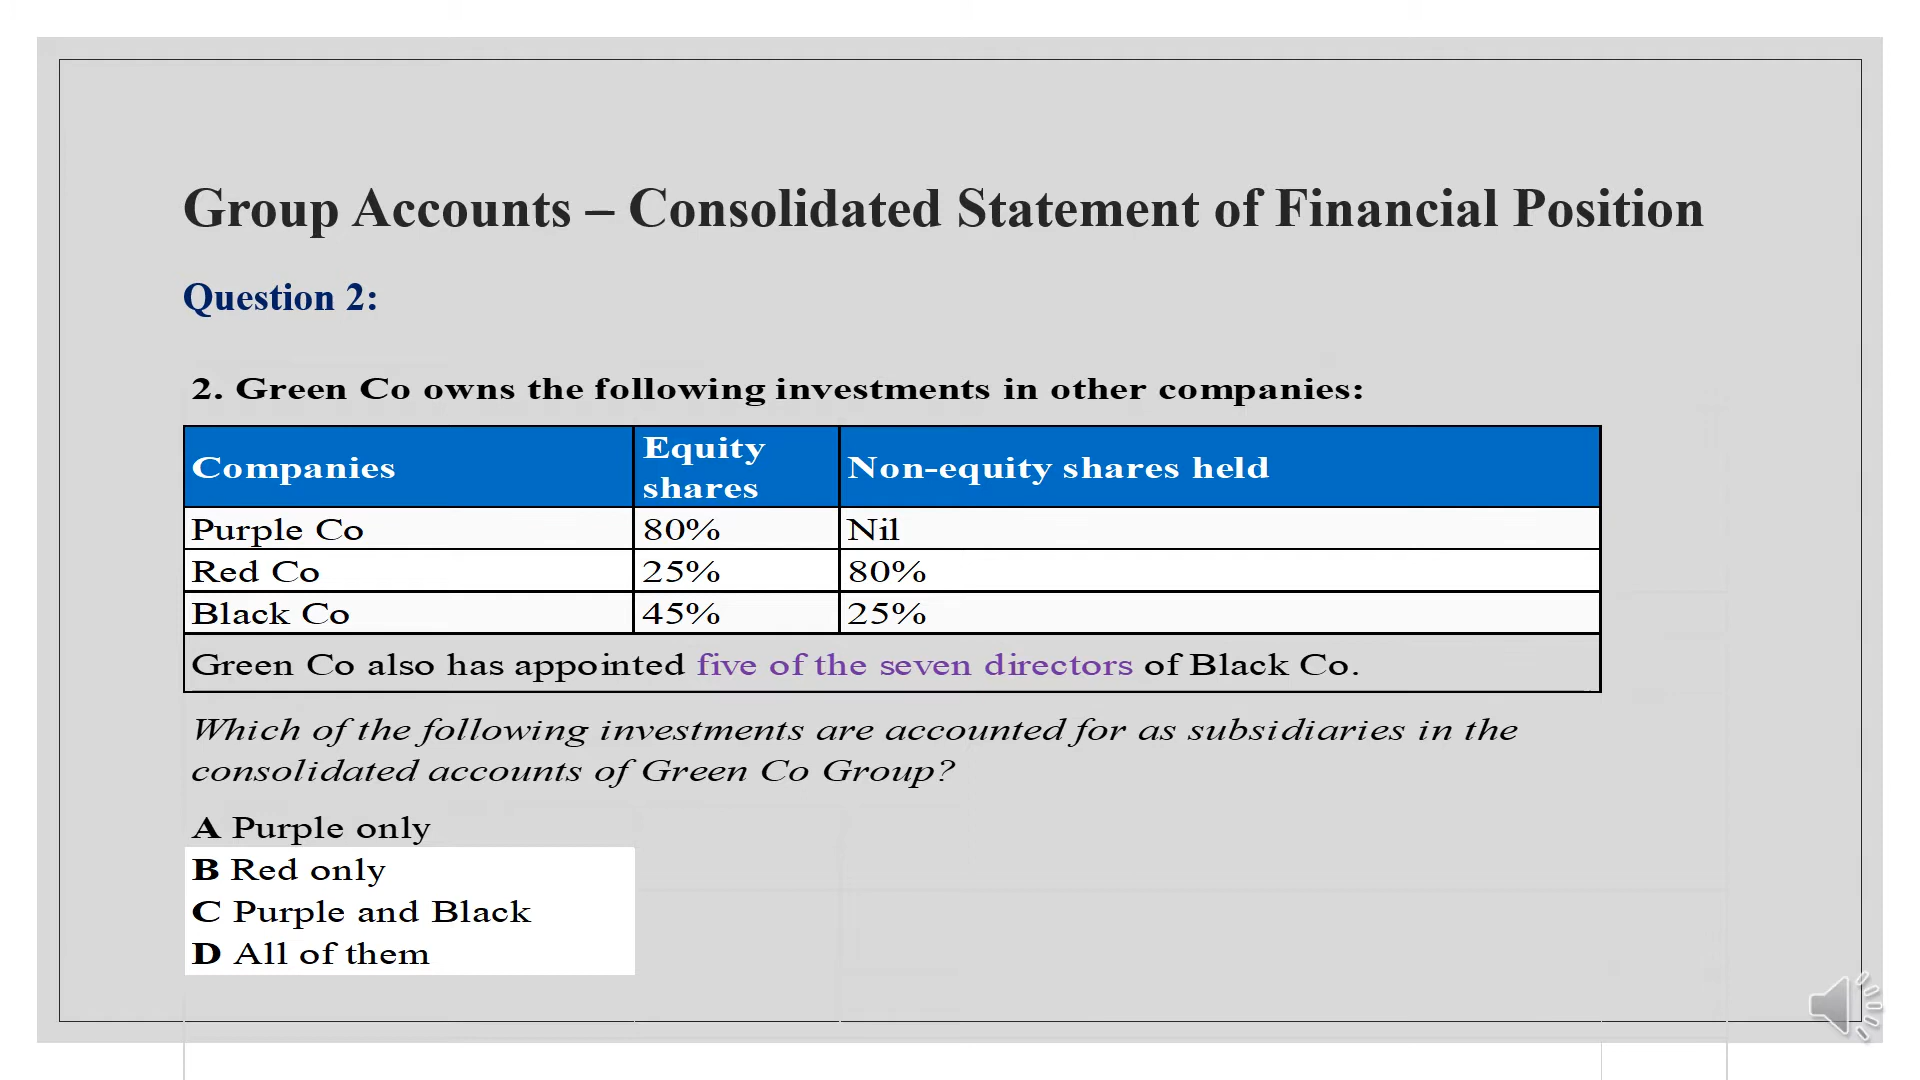 Group Accounts – Consolidated Statement of Financial Position
Question 2:
2. Green Co owns the following investments in other companies:
Companies Equity shares Non-equity shares held
Purple Co 80% Nil
Red Co 25% 80%
Black Co 45% 25%
Green Co also has appointed five of the seven directors of Black Co.
Which of the following investments are accounted for as subsidiaries in the
consolidated accounts of Green Co Group?
A Purple only
B Red only
C Purple and Black
D All of them